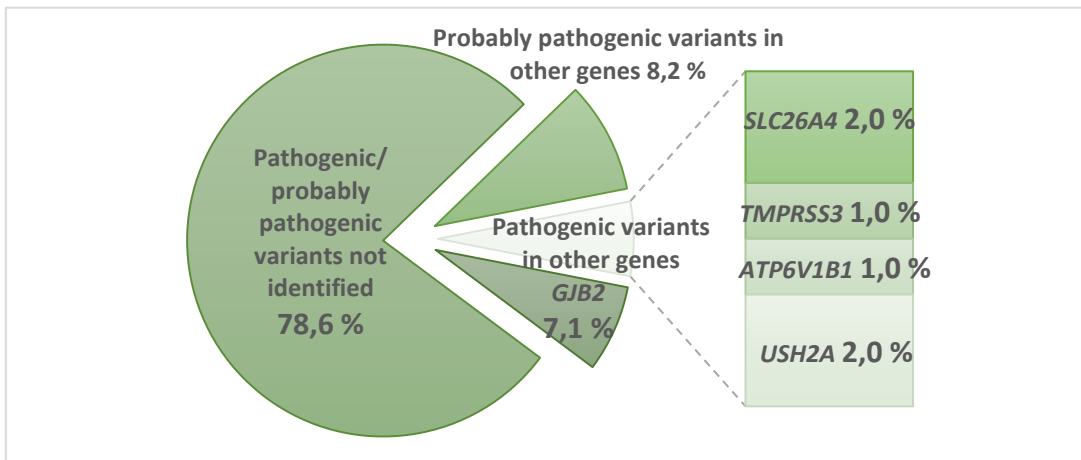 Probably pathogenic variants in
other genes 8,2 %
Pathogenic/
probably
pathogenic
variants not
identified
78,6 %
Pathogenic variants
in other genes
GJB2
7,1 %
SLC26A4 2,0 %
TMPRSS3 1,0 %
ATP6V1B1 1,0 %
USH2A 2,0 %